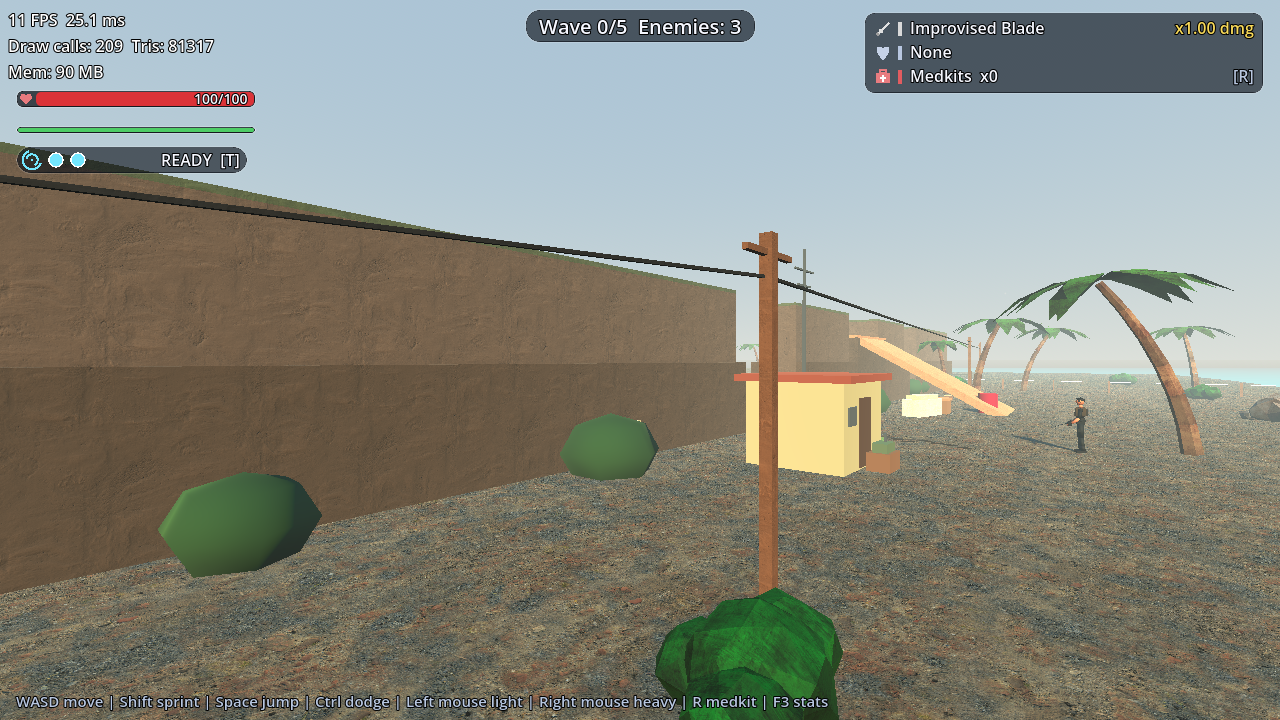 11 FPS  25.1 ms
Draw calls: 209  Tris: 81317
Mem: 90 MB
100/100
READY  [T]
Wave 0/5  Enemies: 3
Improvised Blade  x1.00 dmg
None
Medkits  x0  [R]
WASD move | Shift sprint | Space jump | Ctrl dodge | Left mouse light | Right mouse heavy | R medkit | F3 stats